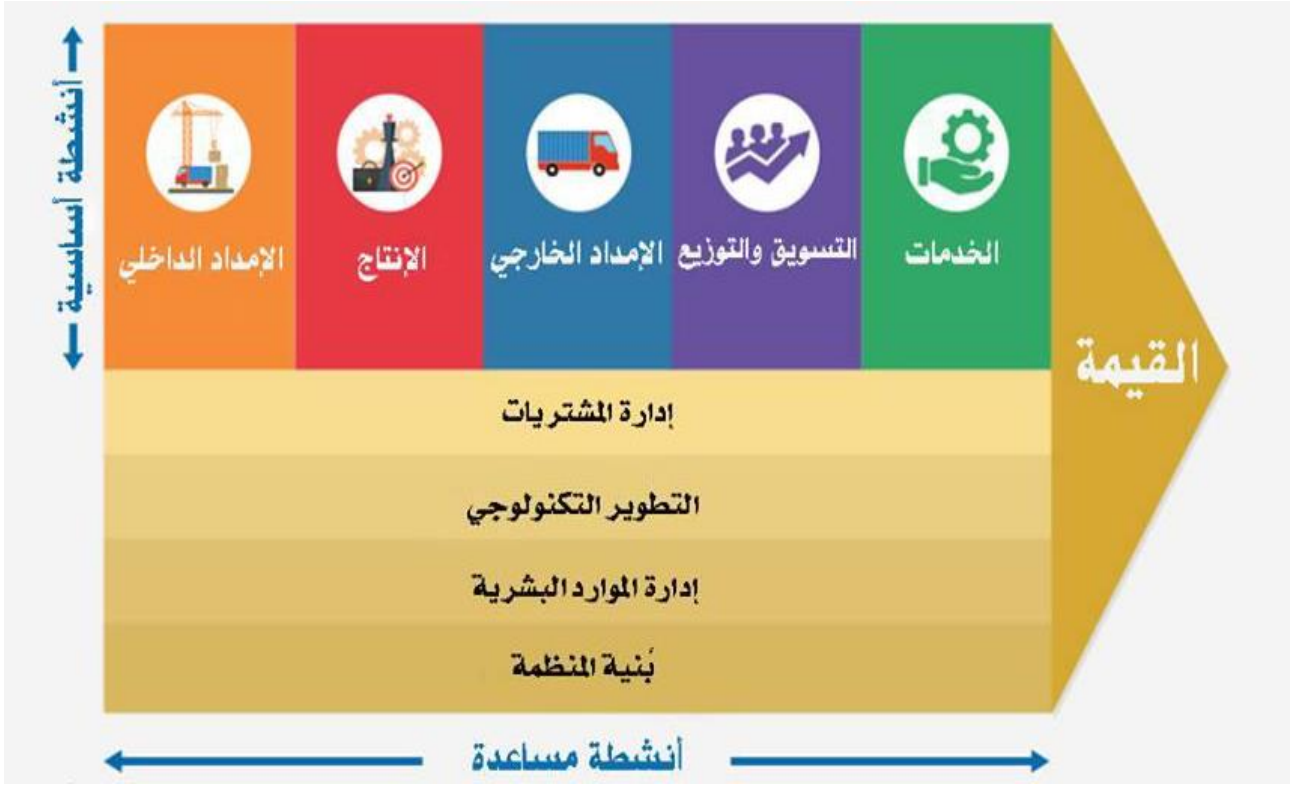 أنشطة أساسية
الإمداد الداخلي
الإنتاج
الإمداد الخارجي
التسويق والتوزيع
الخدمات
القيمة
إدارة المشتريات
التطوير التكنولوجي
إدارة الموارد البشرية
بُنية المنظمة
أنشطة مساعدة